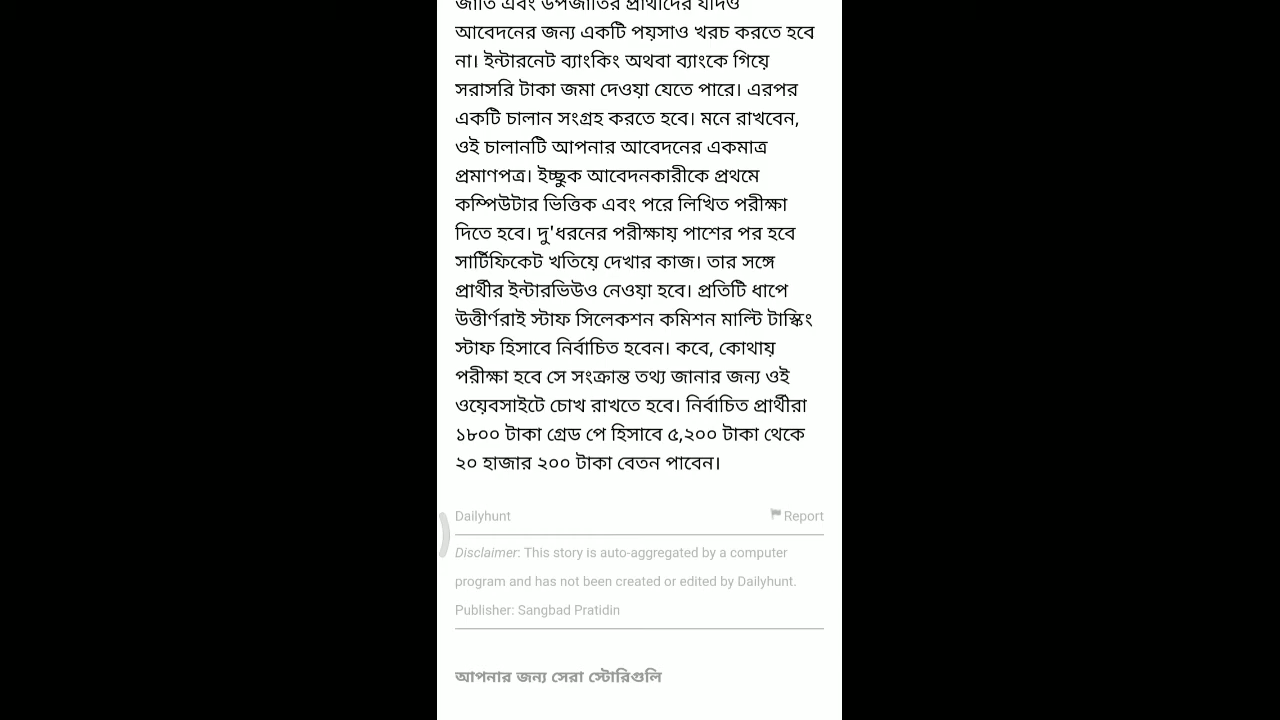 জাতি এবং উপজাতির প্রার্থীদের যদিও
আবেদনের জন্য একটি পয়সাও খরচ করতে হবে
না। ইন্টারনেট ব্যাংকিং অথবা ব্যাংকে গিয়ে
সরাসরি টাকা জমা দেওয়া যেতে পারে। এরপর
একটি চালান সংগ্রহ করতে হবে। মনে রাখবেন,
ওই চালানটি আপনার আবেদনের একমাত্র
প্রমাণপত্র। ইচ্ছুক আবেদনকারীকে প্রথমে
কম্পিউটার ভিত্তিক এবং পরে লিখিত পরীক্ষা
দিতে হবে। দু'ধরনের পরীক্ষায় পাশের পর হবে
সার্টিফিকেট খতিয়ে দেখার কাজ। তার সঙ্গে
প্রার্থীর ইন্টারভিউও নেওয়া হবে। প্রতিটি ধাপে
উত্তীর্ণরাই স্টাফ সিলেকশন কমিশন মাল্টি টাস্কিং
স্টাফ হিসাবে নির্বাচিত হবেন। কবে, কোথায়
পরীক্ষা হবে সে সংক্রান্ত তথ্য জানার জন্য ওই
ওয়েবসাইটে চোখ রাখতে হবে। নির্বাচিত প্রার্থীরা
১৮০০ টাকা গ্রেড পে হিসাবে ৫,২০০ টাকা থেকে
২০ হাজার ২০০ টাকা বেতন পাবেন।
Dailyhunt Report
Disclaimer: This story is auto-aggregated by a computer
program and has not been created or edited by Dailyhunt.
Publisher: Sangbad Pratidin
আপনার জন্য সেরা স্টোরিগুলি